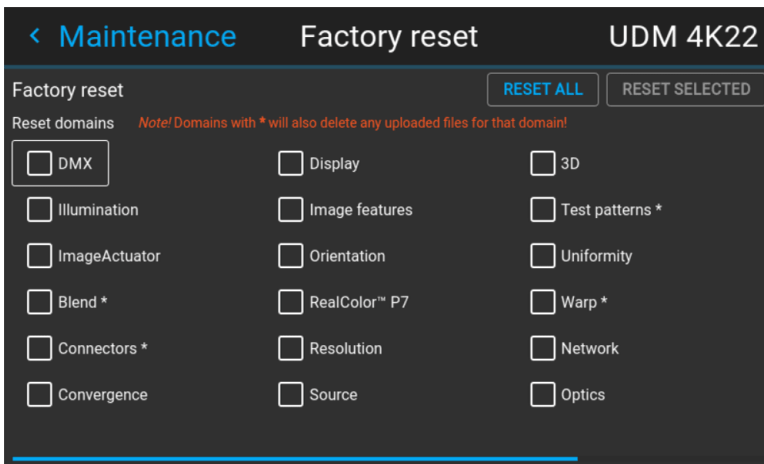 Maintenance Factory reset UDM 4K22
Factory reset RESET ALL RESET SELECTED
Reset domains Note! Domains with * will also delete any uploaded files for that domain!
DMX Display 3D
Illumination Image features Test patterns *
ImageActuator Orientation Uniformity
Blend * RealColor™ P7 Warp *
Connectors * Resolution Network
Convergence Source Optics